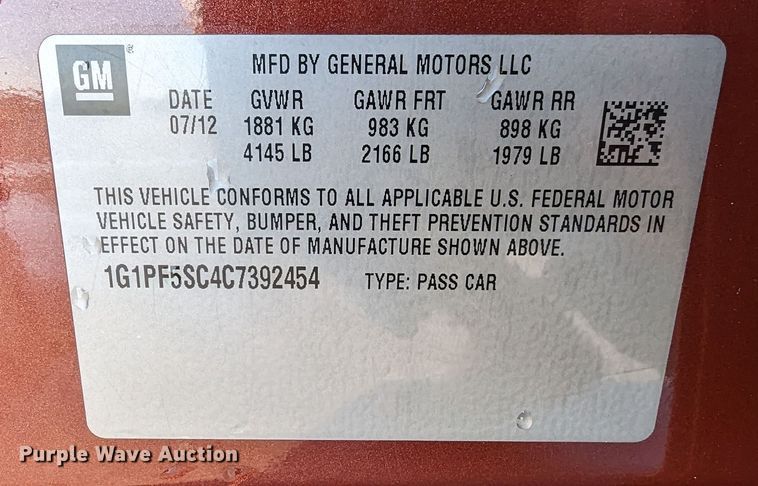 GM ®
MFD BY GENERAL MOTORS LLC
DATE GVWR GAWR FRT GAWR RR
07/12 1881 KG 983 KG 898 KG
4145 LB 2166 LB 1979 LB
THIS VEHICLE CONFORMS TO ALL APPLICABLE U.S. FEDERAL MOTOR
VEHICLE SAFETY, BUMPER, AND THEFT PREVENTION STANDARDS IN
EFFECT ON THE DATE OF MANUFACTURE SHOWN ABOVE.
1G1PF5SC4C7392454 TYPE: PASS CAR
Purple Wave Auction